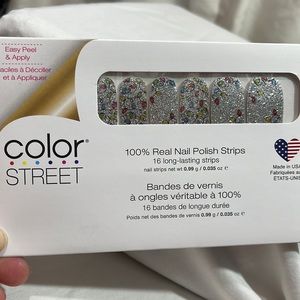 Easy Peel
& Apply
Faciles à Décoller
et à Appliquer
color®
STREET
100% Real Nail Polish Strips
16 long-lasting strips
nail strips net wt 0.99 g / 0.035 oz ℮
Bandes de vernis
à ongles véritable à 100%
16 bandes de longue durée
Poids net des bandes de vernis 0.99 g / 0.035 oz ℮
Made in USA
Fabriquées aux
ÉTATS-UNIS